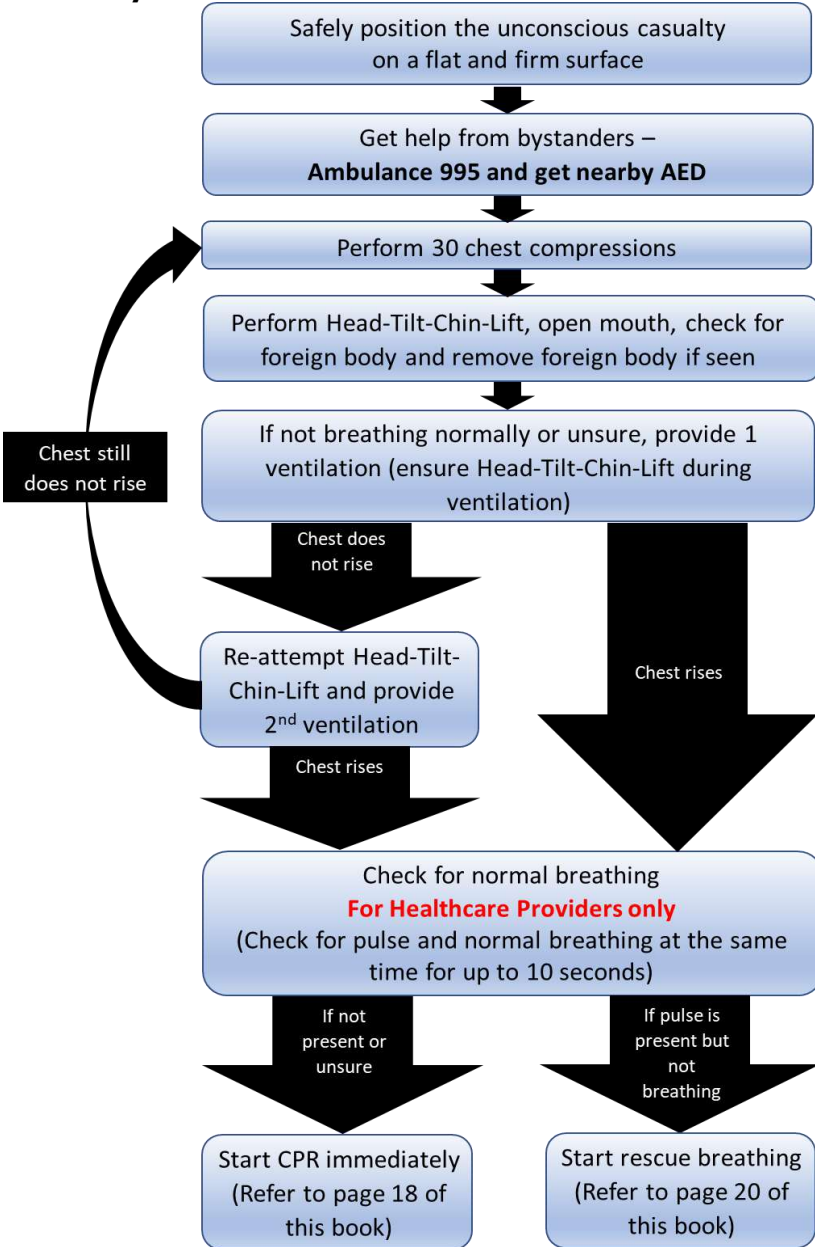 Safely position the unconscious casualty
on a flat and firm surface
Get help from bystanders –
Ambulance 995 and get nearby AED
Perform 30 chest compressions
Perform Head-Tilt-Chin-Lift, open mouth, check for
foreign body and remove foreign body if seen
Chest still
does not rise
If not breathing normally or unsure, provide 1
ventilation (ensure Head-Tilt-Chin-Lift during
ventilation)
Chest does
not rise
Re-attempt Head-Tilt-
Chin-Lift and provide
2nd ventilation
Chest rises
Chest rises
Check for normal breathing
For Healthcare Providers only
(Check for pulse and normal breathing at the same
time for up to 10 seconds)
If not
present or
unsure
If pulse is
present but
not
breathing
Start CPR immediately
(Refer to page 18 of
this book)
Start rescue breathing
(Refer to page 20 of
this book)